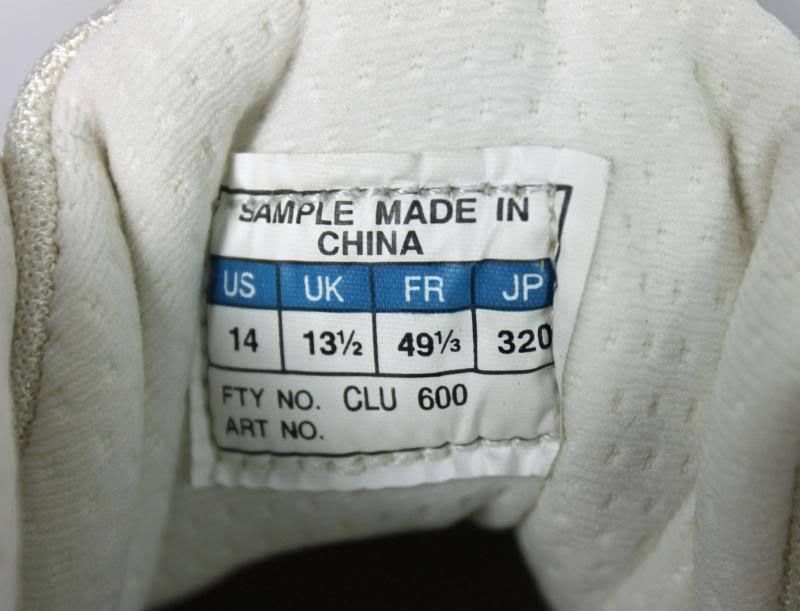 SAMPLE MADE IN
CHINA
US UK FR JP
14 13½ 49⅓ 320
FTY NO. CLU 600
ART NO.